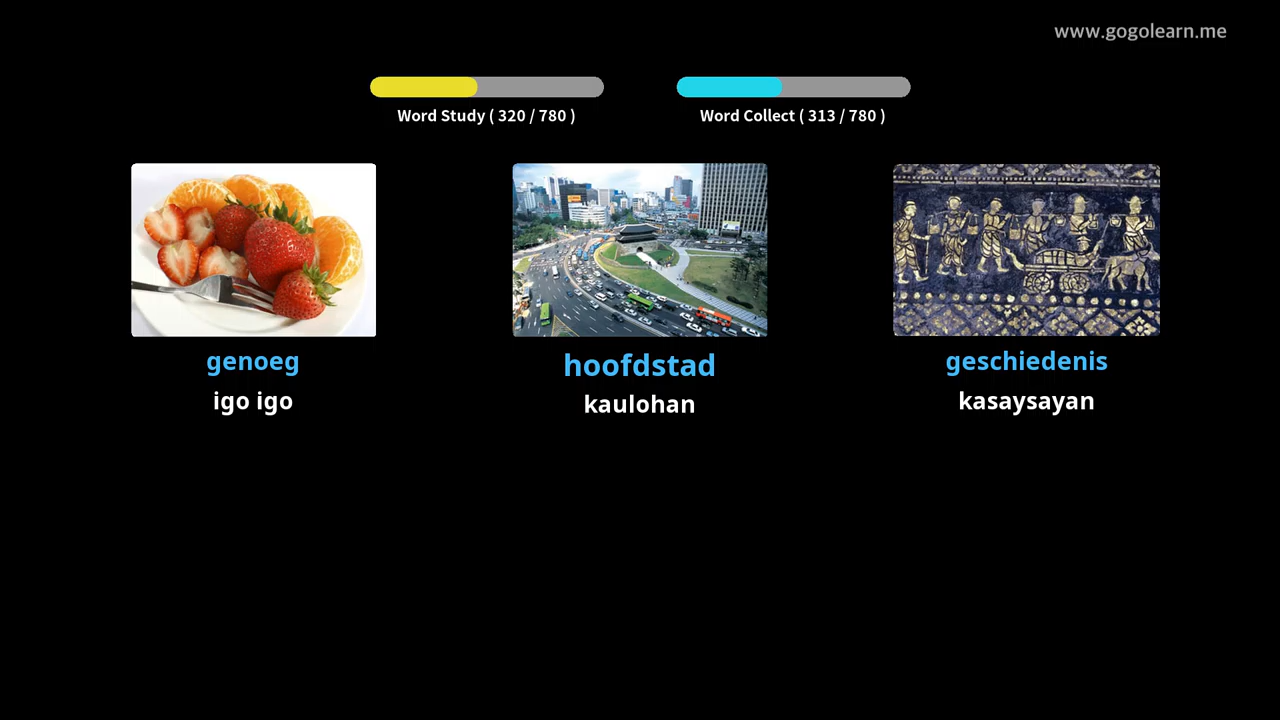 www.gogolearn.me
Word Study ( 320 / 780 )
Word Collect ( 313 / 780 )
genoeg
igo igo
hoofdstad
kaulohan
geschiedenis
kasaysayan